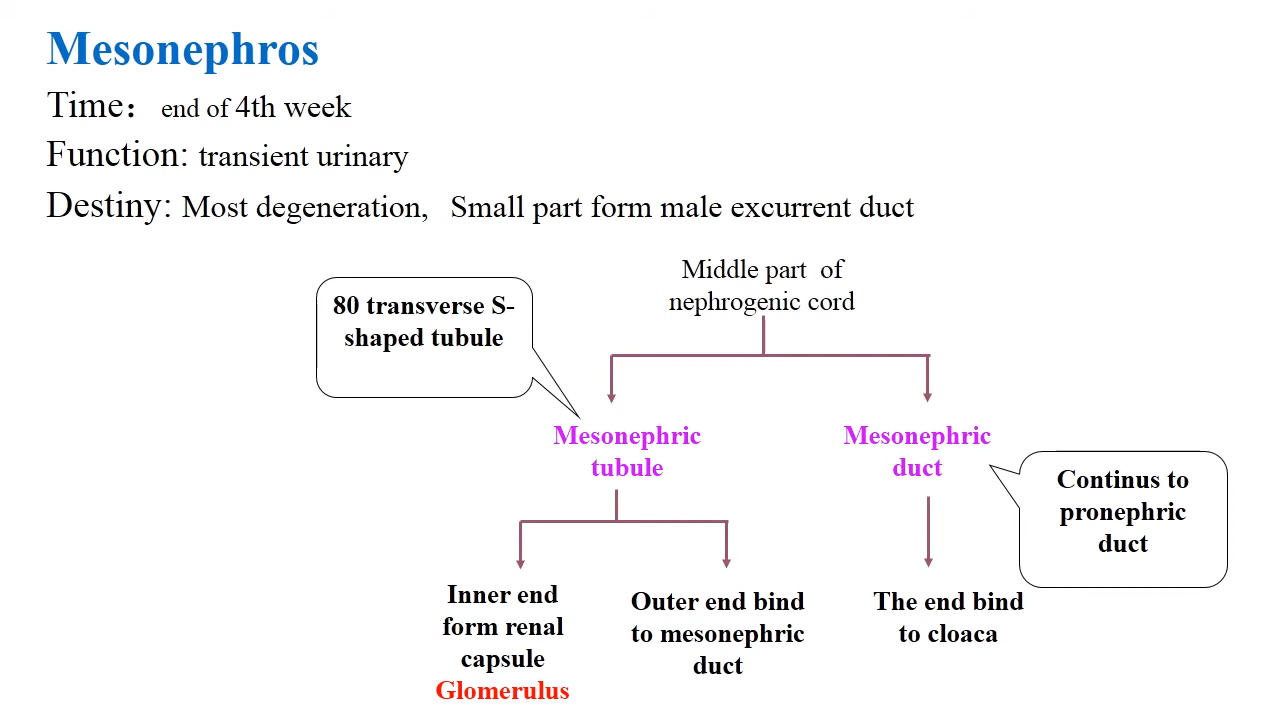 Mesonephros
Time： end of 4th week
Function: transient urinary
Destiny: Most degeneration, Small part form male excurrent duct
Middle part of
nephrogenic cord
80 transverse S-
shaped tubule
Mesonephric
tubule
Mesonephric
duct
Continus to
pronephric
duct
Inner end
form renal
capsule
Glomerulus
Outer end bind
to mesonephric
duct
The end bind
to cloaca